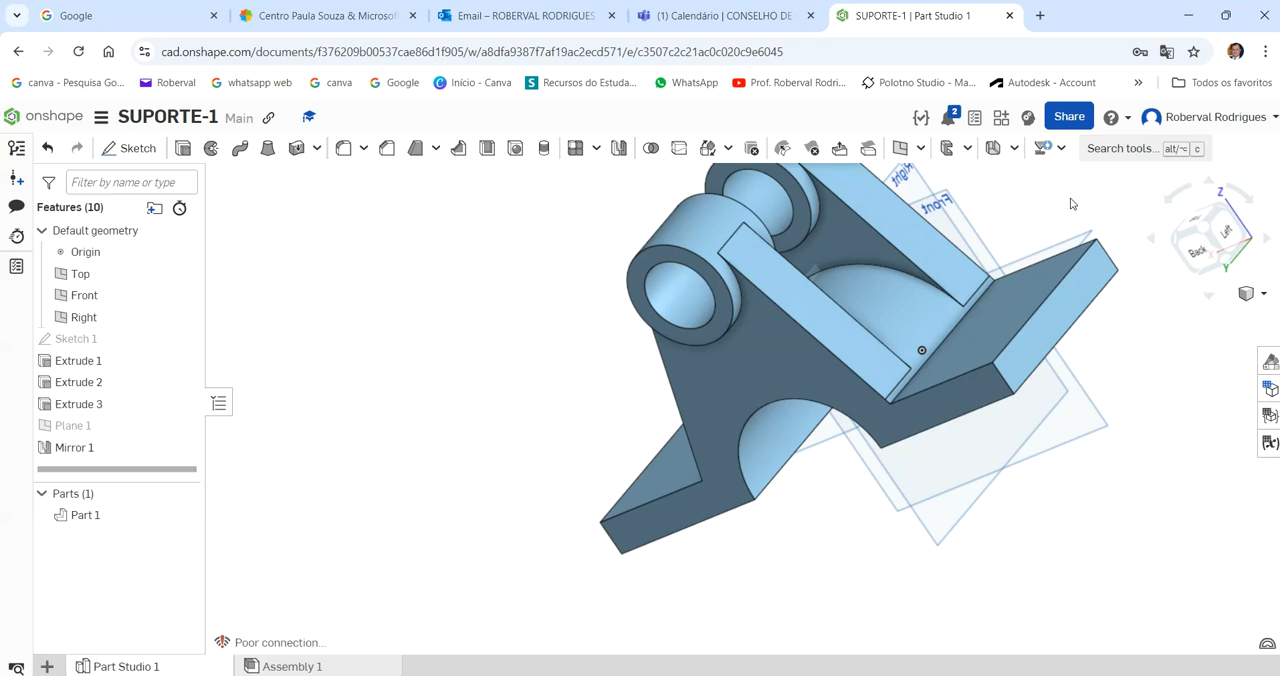 Google
Centro Paula Souza & Microsof
Email – ROBERVAL RODRIGUES
(1) Calendário | CONSELHO DE
SUPORTE-1 | Part Studio 1
cad.onshape.com/documents/f376209b00537cae86d1f905/w/a8dfa9387f7af19ac2ecd571/e/c3507c2c21ac0c020c9e6045
canva - Pesquisa Go...
Roberval
whatsapp web
canva
Google
Início - Canva
Recursos do Estuda...
WhatsApp
Prof. Roberval Rodri...
Polotno Studio - Ma...
Autodesk - Account
Todos os favoritos
onshape
SUPORTE-1
Main
2
Share
Roberval Rodrigues
Sketch
Search tools... alt/⌥ c
Filter by name or type
Features (10)
Default geometry
Origin
Top
Front
Right
Sketch 1
Extrude 1
Extrude 2
Extrude 3
Plane 1
Mirror 1
Parts (1)
Part 1
Right
Front
Z
Left
Back
X
Y
Poor connection...
Part Studio 1
Assembly 1